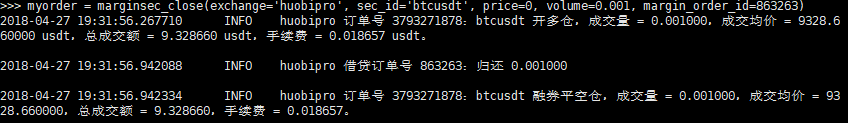 >>> myorder = marginsec_close(exchange='huobipro', sec_id='btcusdt', price=0, volume=0.001, margin_order_id=863263)
2018-04-27 19:31:56.267710 INFO huobipro 订单号 3793271878：btcusdt 开多仓，成交量 = 0.001000，成交均价 = 9328.6
60000 usdt，总成交额 = 9.328660 usdt，手续费 = 0.018657 usdt。
2018-04-27 19:31:56.942088 INFO huobipro 借贷订单号 863263：归还 0.001000
2018-04-27 19:31:56.942334 INFO huobipro 订单号 3793271878：btcusdt 融券平空仓，成交量 = 0.001000，成交均价 = 93
28.660000，总成交额 = 9.328660，手续费 = 0.018657。